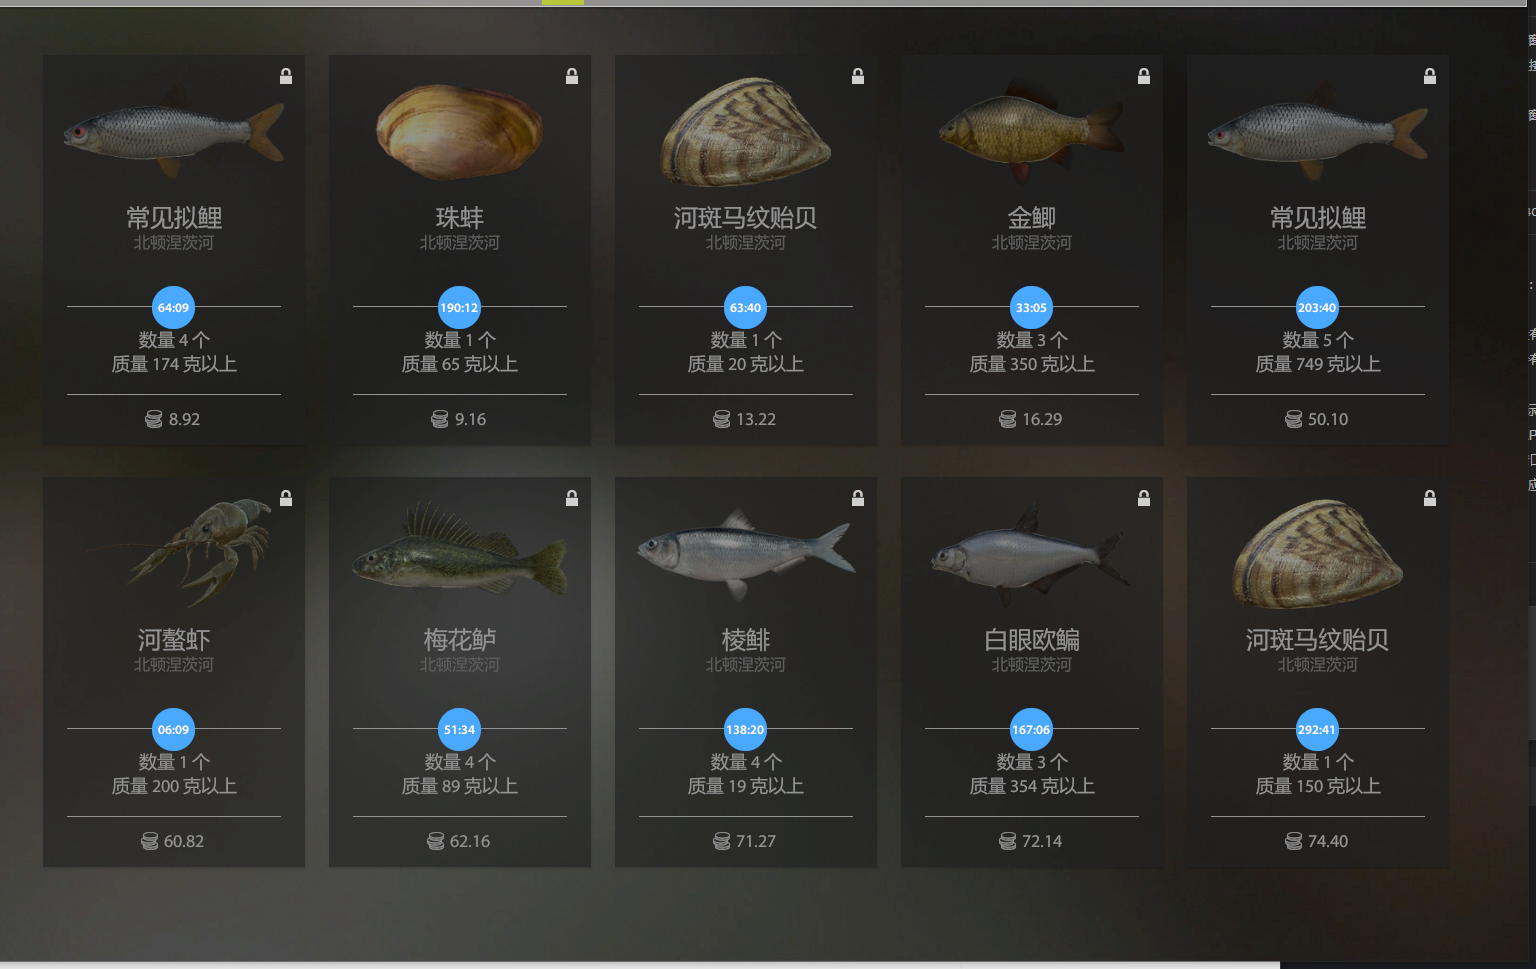 常见拟鲤
北顿涅茨河
64:09
数量 4 个
质量 174 克以上
8.92
珠蚌
北顿涅茨河
190:12
数量 1 个
质量 65 克以上
9.16
河斑马纹贻贝
北顿涅茨河
63:40
数量 1 个
质量 20 克以上
13.22
金鲫
北顿涅茨河
33:05
数量 3 个
质量 350 克以上
16.29
常见拟鲤
北顿涅茨河
203:40
数量 5 个
质量 749 克以上
50.10
河螯虾
北顿涅茨河
06:09
数量 1 个
质量 200 克以上
60.82
梅花鲈
北顿涅茨河
51:34
数量 4 个
质量 89 克以上
62.16
棱鲱
北顿涅茨河
138:20
数量 4 个
质量 19 克以上
71.27
白眼欧鳊
北顿涅茨河
167:06
数量 3 个
质量 354 克以上
72.14
河斑马纹贻贝
北顿涅茨河
292:41
数量 1 个
质量 150 克以上
74.40